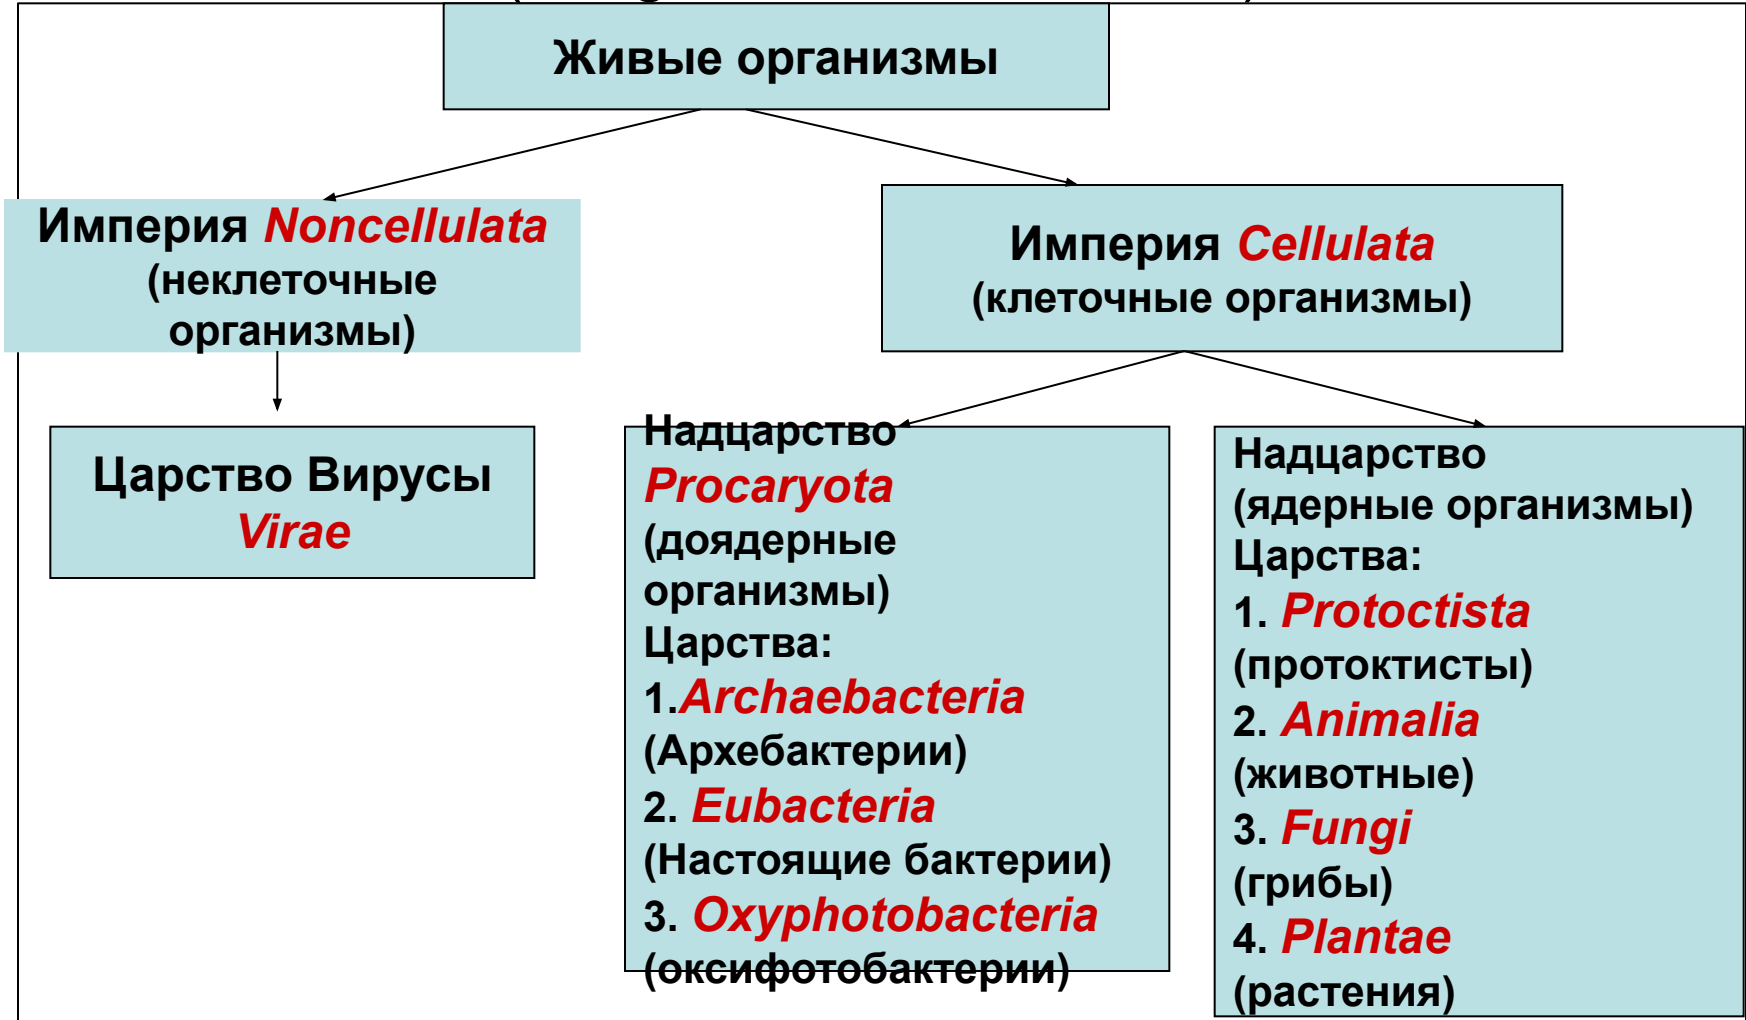 Живые организмы
Империя Noncellulata
(неклеточные
организмы)
Империя Cellulata
(клеточные организмы)
Царство Вирусы
Virae
Надцарство
Procaryota
(доядерные
организмы)
Царства:
1.Archaebacteria
(Архебактерии)
2. Eubacteria
(Настоящие бактерии)
3. Oxyphotobacteria
(оксифотобактерии)
Надцарство
(ядерные организмы)
Царства:
1. Protoctista
(протоктисты)
2. Animalia
(животные)
3. Fungi
(грибы)
4. Plantae
(растения)